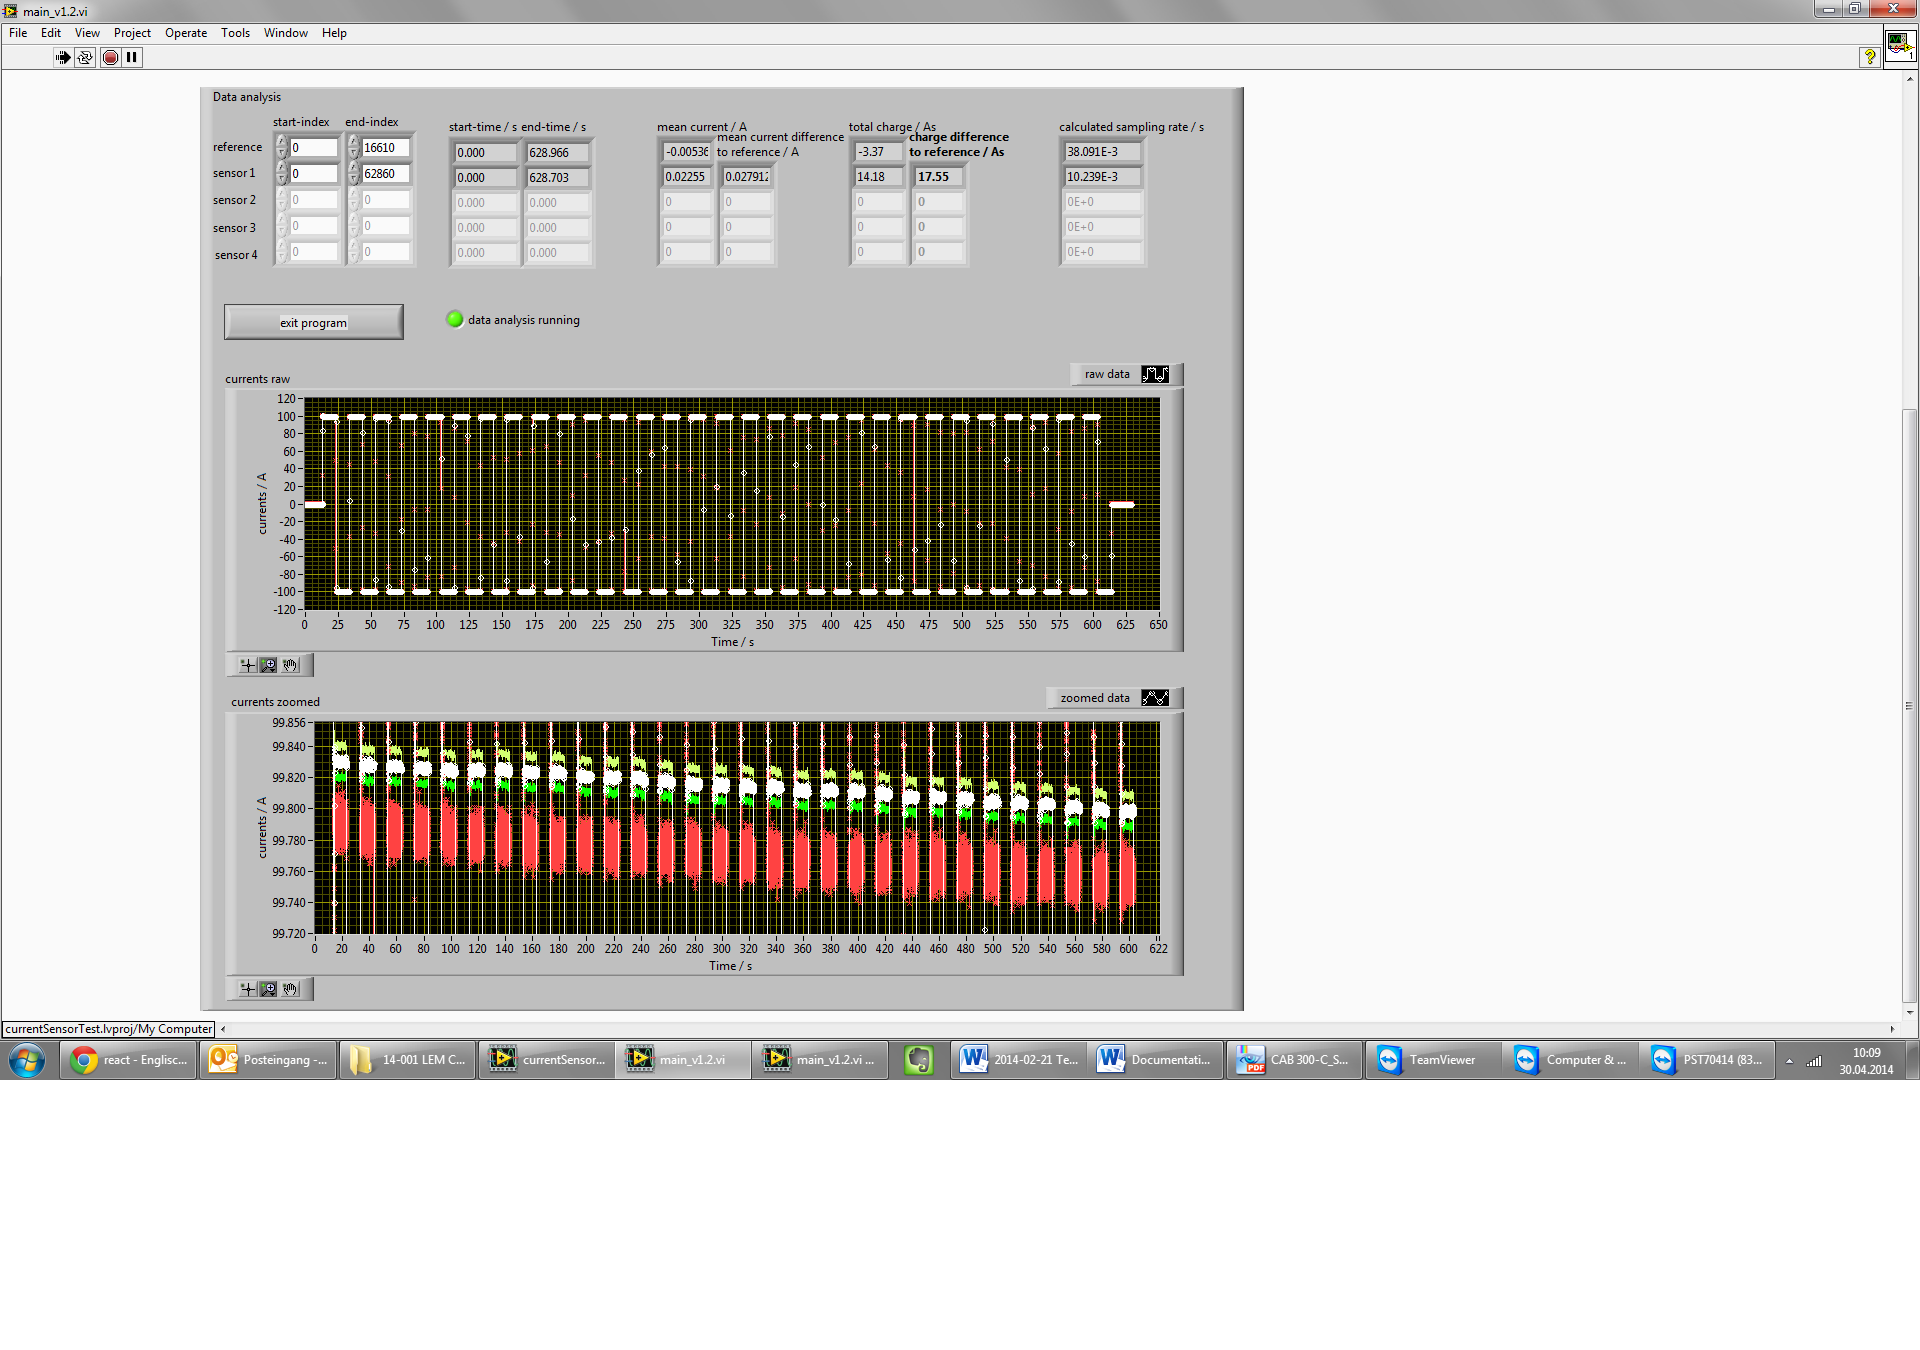 main_v1.2.vi
File Edit View Project Operate Tools Window Help
Data analysis
start-index end-index start-time / s end-time / s mean current / A mean current difference to reference / A total charge / As charge difference to reference / As calculated sampling rate / s
reference 0 16610 0.000 628.966 -0.00536 -3.37 38.091E-3
sensor 1 0 62860 0.000 628.703 0.02255 0.027912 14.18 17.55 10.239E-3
sensor 2 0 0 0.000 0.000 0 0 0 0 0E+0
sensor 3 0 0 0.000 0.000 0 0 0 0 0E+0
sensor 4 0 0 0.000 0.000 0 0 0 0 0E+0
exit program
data analysis running
currents raw
raw data
120
100
80
60
40
20
0
-20
-40
-60
-80
-100
-120
currents / A
0 25 50 75 100 125 150 175 200 225 250 275 300 325 350 375 400 425 450 475 500 525 550 575 600 625 650
Time / s
currents zoomed
zoomed data
99.856
99.840
99.820
99.800
99.780
99.760
99.740
99.720
currents / A
0 20 40 60 80 100 120 140 160 180 200 220 240 260 280 300 320 340 360 380 400 420 440 460 480 500 520 540 560 580 600 622
Time / s
currentSensorTest.lvproj/My Computer
react - Englisc...
Posteingang -...
14-001 LEM C...
currentSensor...
main_v1.2.vi
main_v1.2.vi ...
2014-02-21 Te...
Documentati...
CAB 300-C_S...
TeamViewer
Computer & ...
PST70414 (83...
10:09
30.04.2014